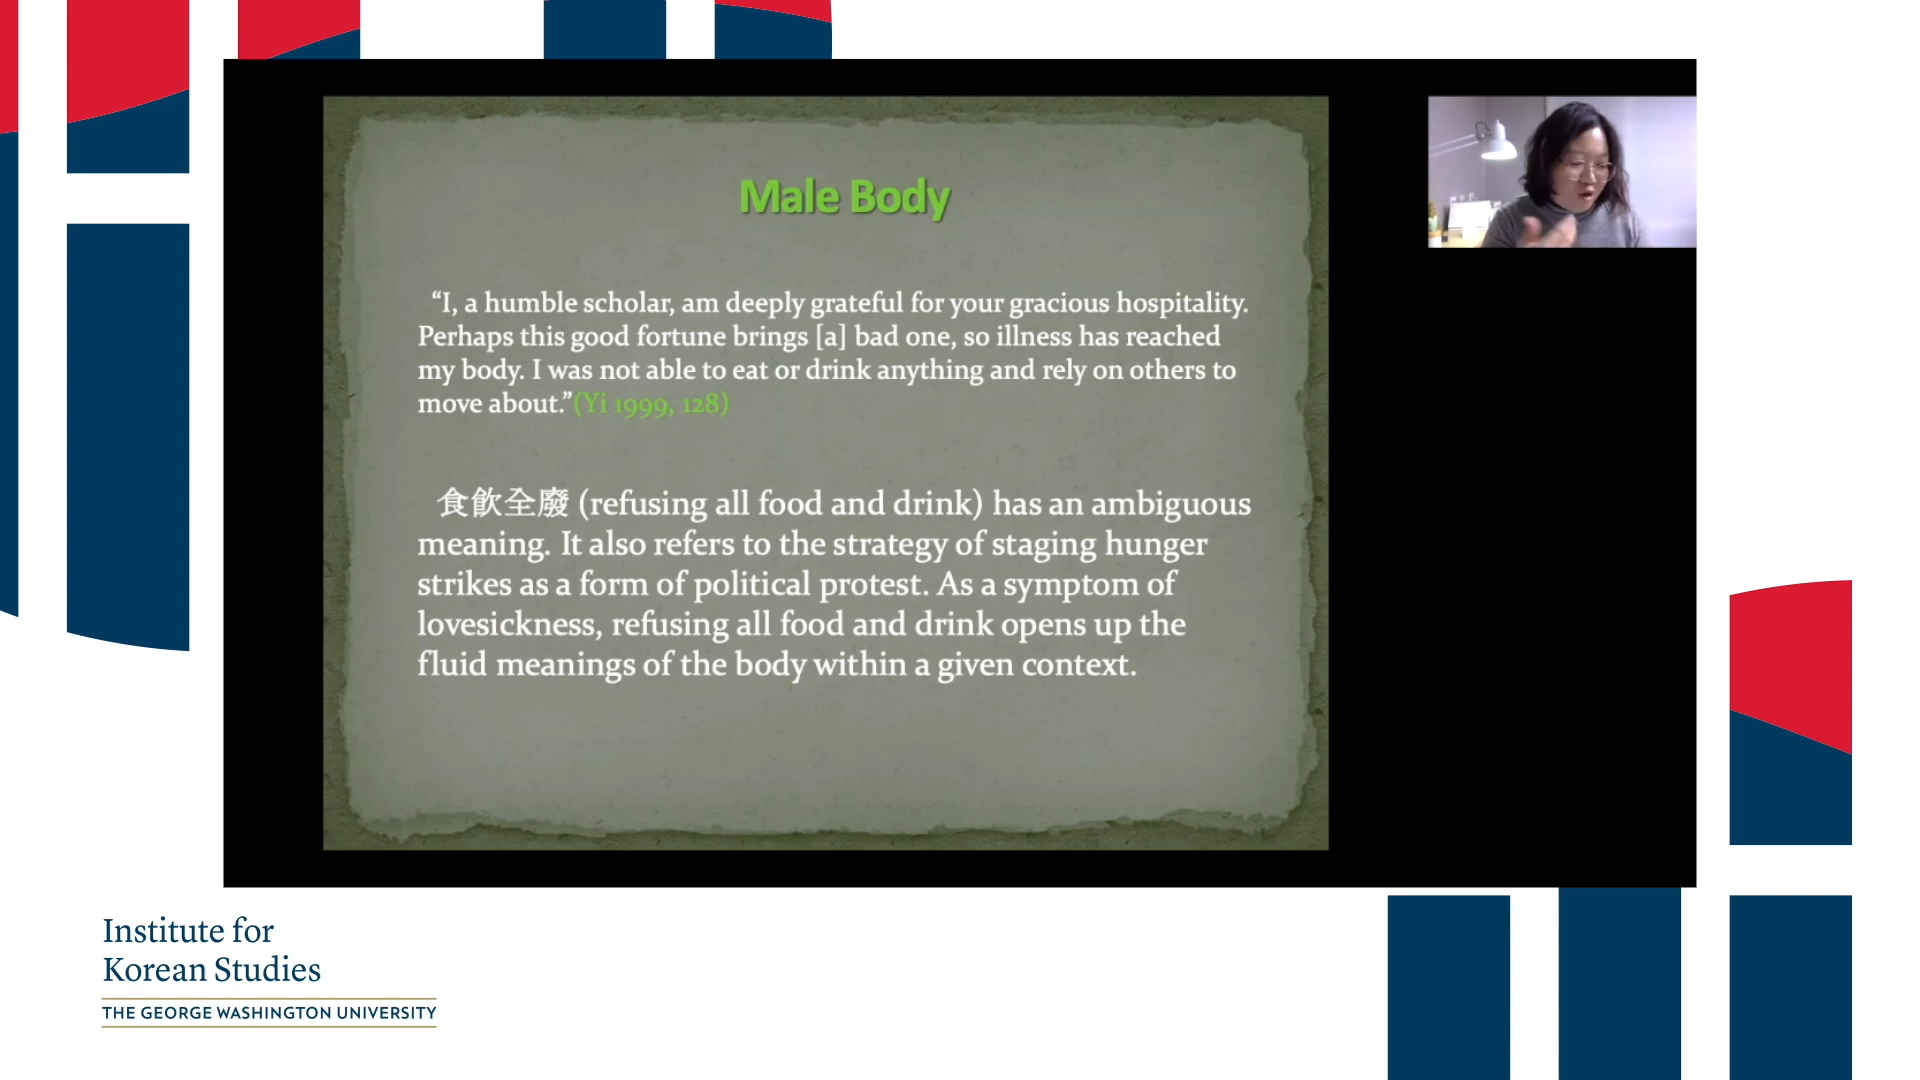 Male Body
“I, a humble scholar, am deeply grateful for your gracious hospitality.
Perhaps this good fortune brings [a] bad one, so illness has reached
my body. I was not able to eat or drink anything and rely on others to
move about.”(Yi 1999, 128)
食飮全廢 (refusing all food and drink) has an ambiguous
meaning. It also refers to the strategy of staging hunger
strikes as a form of political protest. As a symptom of
lovesickness, refusing all food and drink opens up the
fluid meanings of the body within a given context.
Institute for
Korean Studies
THE GEORGE WASHINGTON UNIVERSITY